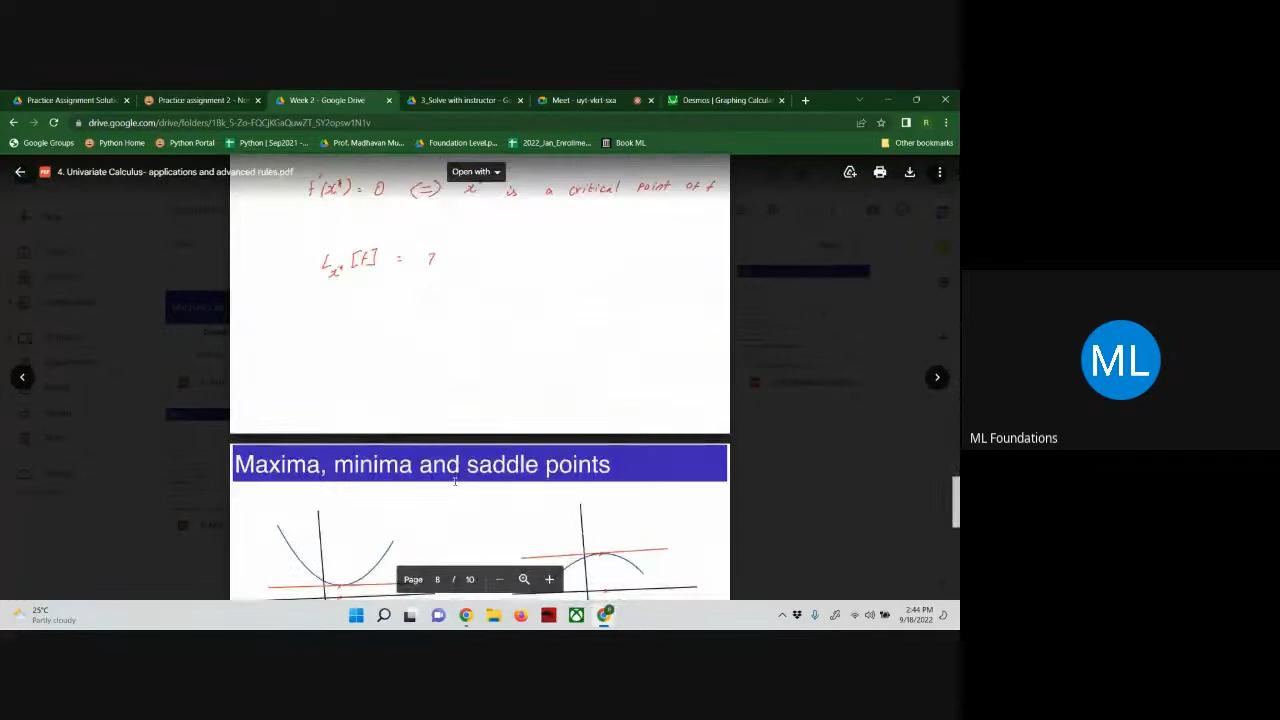 Practice Assignment Soluti
Practice assignment 2 - No
Week 2 - Google Drive
3_Solve with instructor - Go
Meet - uyt-vkrt-sxa
Desmos | Graphing Calcula
drive.google.com/drive/folders/1Bk_5-Zo-FQCjKGaQuwZT_SY2opsw1N1v
Google Groups
Python Home
Python Portal
Python | Sep2021 -...
Prof. Madhavan Mu...
Foundation Level.p...
2022_Jan_Enrollme...
Book ML
Other bookmarks
4. Univariate Calculus- applications and advanced rules.pdf
Open with
f'(x*) = 0 (=) x* is a critical point of f
L x* [f] = ?
Maxima, minima and saddle points
Page 8 / 10
ML
ML Foundations
25°C
Partly cloudy
2:44 PM
9/18/2022